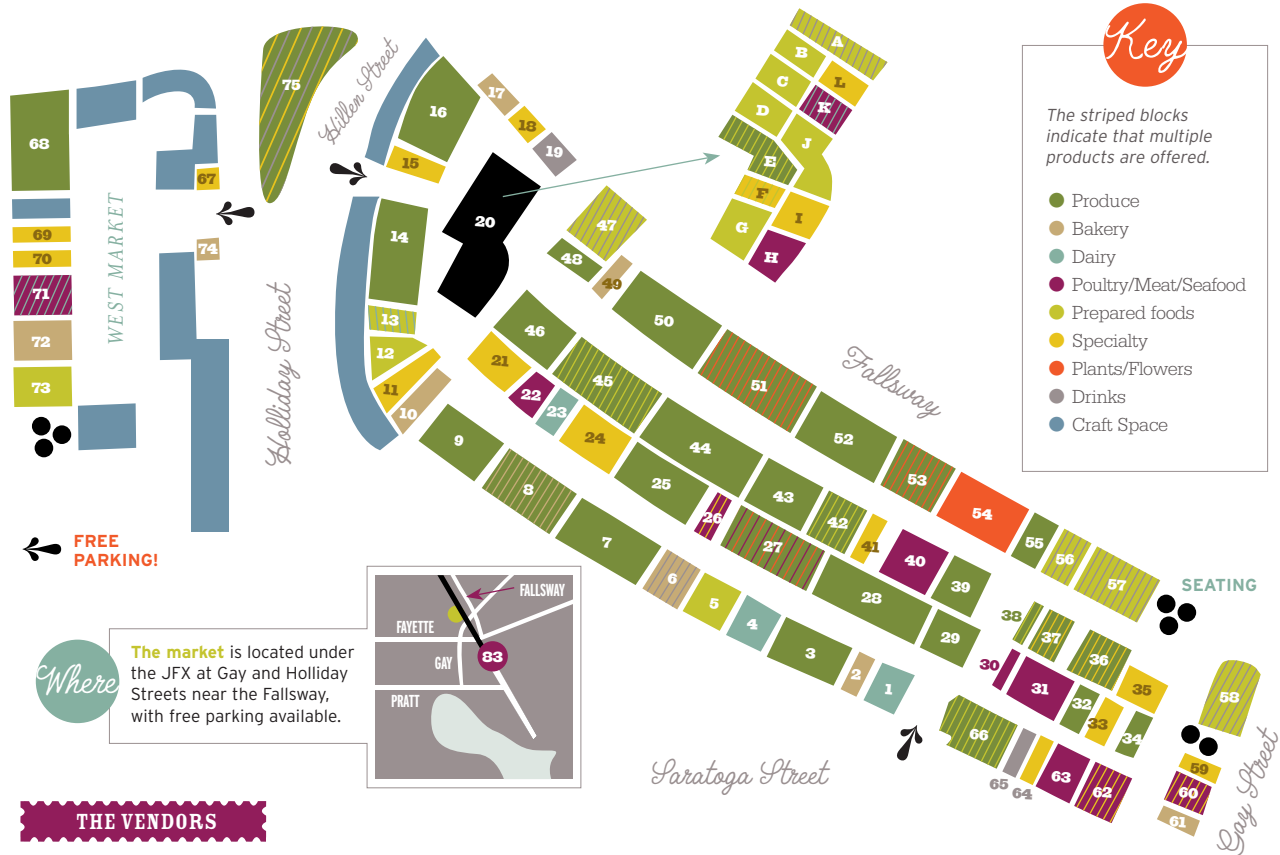 Key
The striped blocks
indicate that multiple
products are offered.
Produce
Bakery
Dairy
Poultry/Meat/Seafood
Prepared foods
Specialty
Plants/Flowers
Drinks
Craft Space
A
B
L
C
K
D
J
E
F
I
G
H
Hillen Street
75
68
67
69
70
71
72
73
74
WEST MARKET
Holliday Street
16
15
17
18
19
20
14
13
12
11
10
47
48
49
50
51
52
53
54
55
56
57
Fallsway
46
45
44
43
42
41
40
39
21
22
23
24
25
26
27
28
29
9
8
7
6
5
4
3
2
1
38
37
36
35
30
31
32
33
34
66
65
64
63
62
58
59
60
61
SEATING
Gay Street
Saratoga Street
FREE
PARKING!
Where
The market is located under
the JFX at Gay and Holliday
Streets near the Fallsway,
with free parking available.
FALLSWAY
FAYETTE
GAY
83
PRATT
THE VENDORS